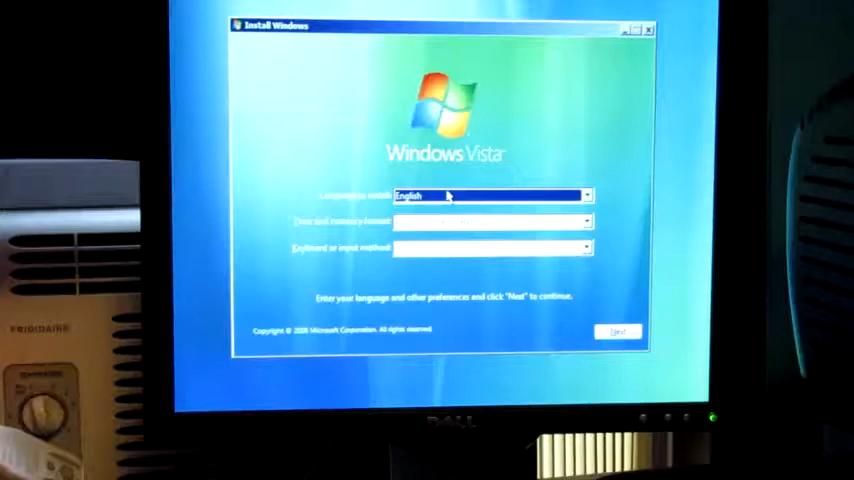 Install Windows
Windows Vista
Language to install: English
Time and currency format:
Keyboard or input method:
Enter your language and other preferences and click "Next" to continue.
Copyright © 2006 Microsoft Corporation. All rights reserved.
Next
FRIGIDAIRE
DELL